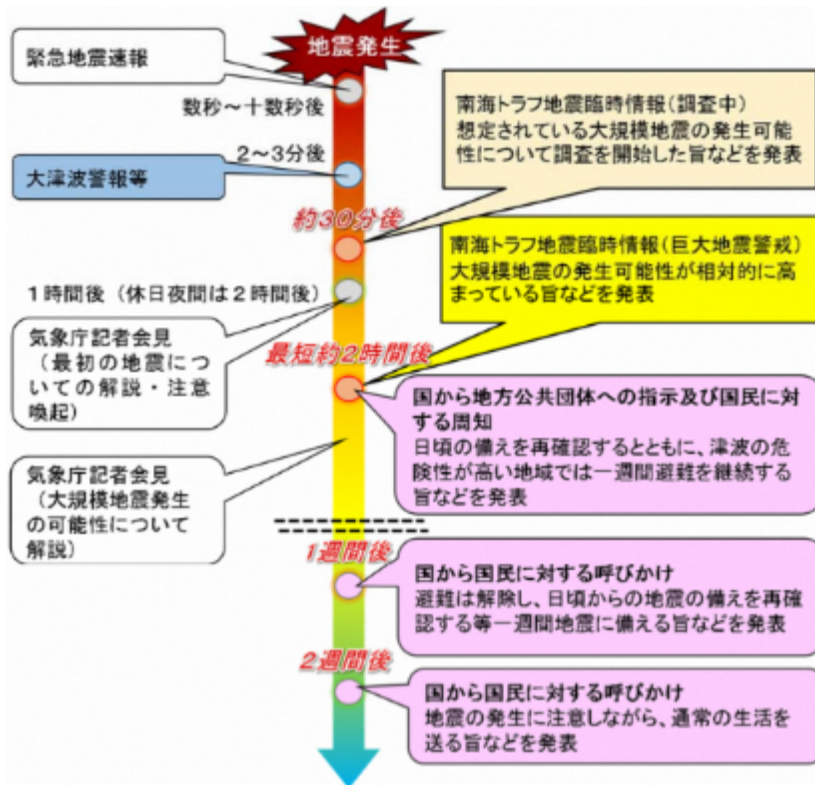 地震発生
緊急地震速報
数秒～十数秒後
南海トラフ地震臨時情報（調査中）
想定されている大規模地震の発生可能
性について調査を開始した旨などを発表
2～3分後
大津波警報等
約30分後
南海トラフ地震臨時情報（巨大地震警戒）
大規模地震の発生可能性が相対的に高
まっている旨などを発表
1時間後（休日夜間は2時間後）
気象庁記者会見
（最初の地震につ
いての解説・注意
喚起）
最短約2時間後
国から地方公共団体への指示及び国民に対
する周知
日頃の備えを再確認するとともに、津波の危
険性が高い地域では一週間避難を継続する
旨などを発表
気象庁記者会見
（大規模地震発生
の可能性について
解説）
1週間後
国から国民に対する呼びかけ
避難は解除し、日頃からの地震の備えを再確
認する等一週間地震に備える旨などを発表
2週間後
国から国民に対する呼びかけ
地震の発生に注意しながら、通常の生活を
送る旨などを発表